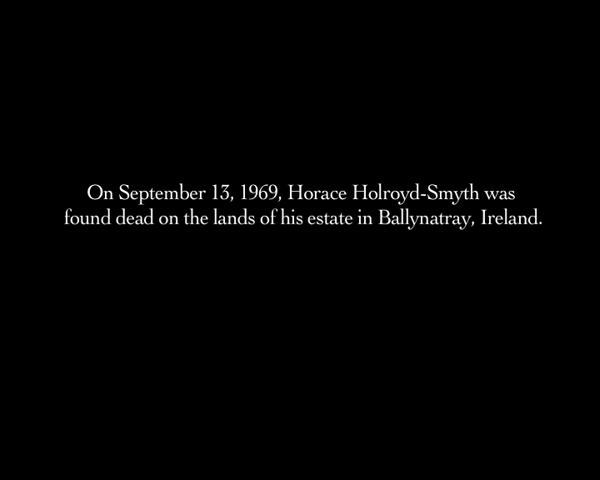 On September 13, 1969, Horace Holroyd-Smyth was
found dead on the lands of his estate in Ballynatray, Ireland.